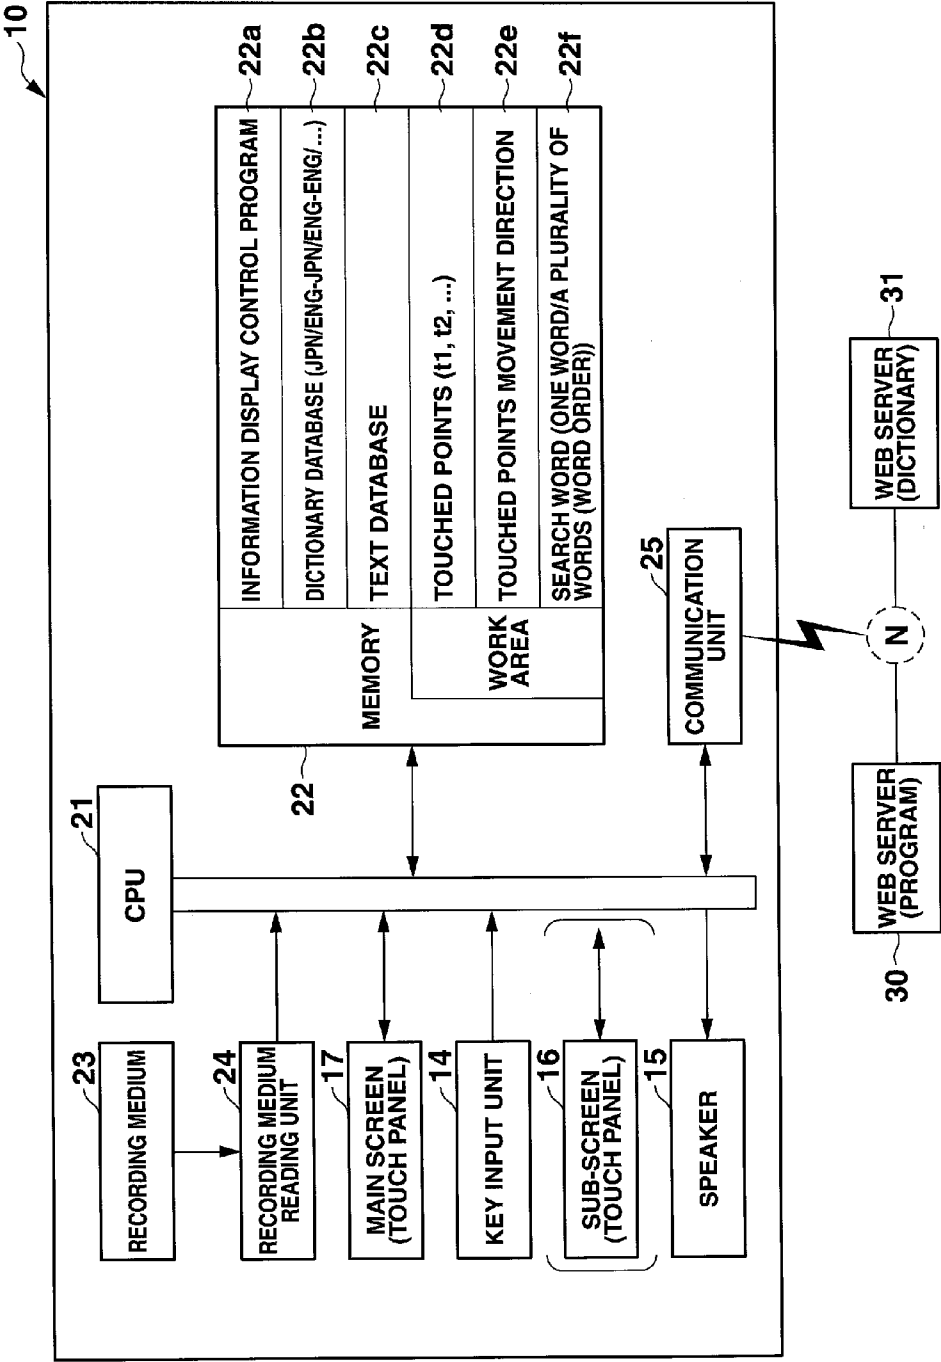 10
RECORDING MEDIUM
23
RECORDING MEDIUM
READING UNIT
24
MAIN SCREEN
(TOUCH PANEL)
17
KEY INPUT UNIT
14
SUB-SCREEN
(TOUCH PANEL)
16
SPEAKER
15
CPU
21
22
MEMORY
WORK
AREA
INFORMATION DISPLAY CONTROL PROGRAM
22a
DICTIONARY DATABASE (JPN/ENG-JPN/ENG-ENG/...)
22b
TEXT DATABASE
22c
TOUCHED POINTS (t1, t2, ...)
22d
TOUCHED POINTS MOVEMENT DIRECTION
22e
SEARCH WORD (ONE WORD/A PLURALITY OF
WORDS (WORD ORDER))
22f
COMMUNICATION
UNIT
25
30
WEB SERVER
(PROGRAM)
N
WEB SERVER
(DICTIONARY)
31